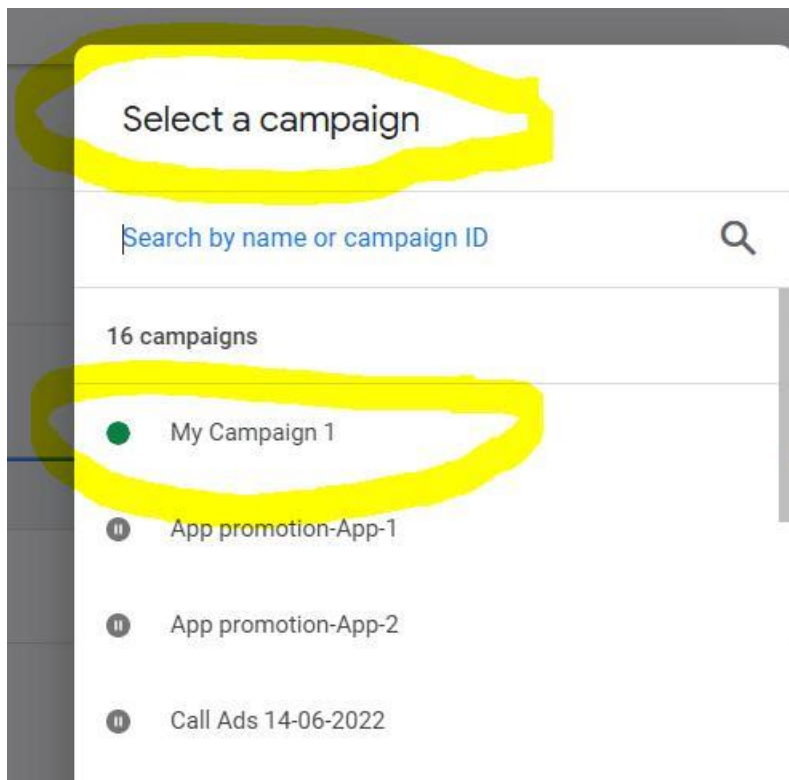 Select a campaign
Search by name or campaign ID
16 campaigns
My Campaign 1
App promotion-App-1
App promotion-App-2
Call Ads 14-06-2022